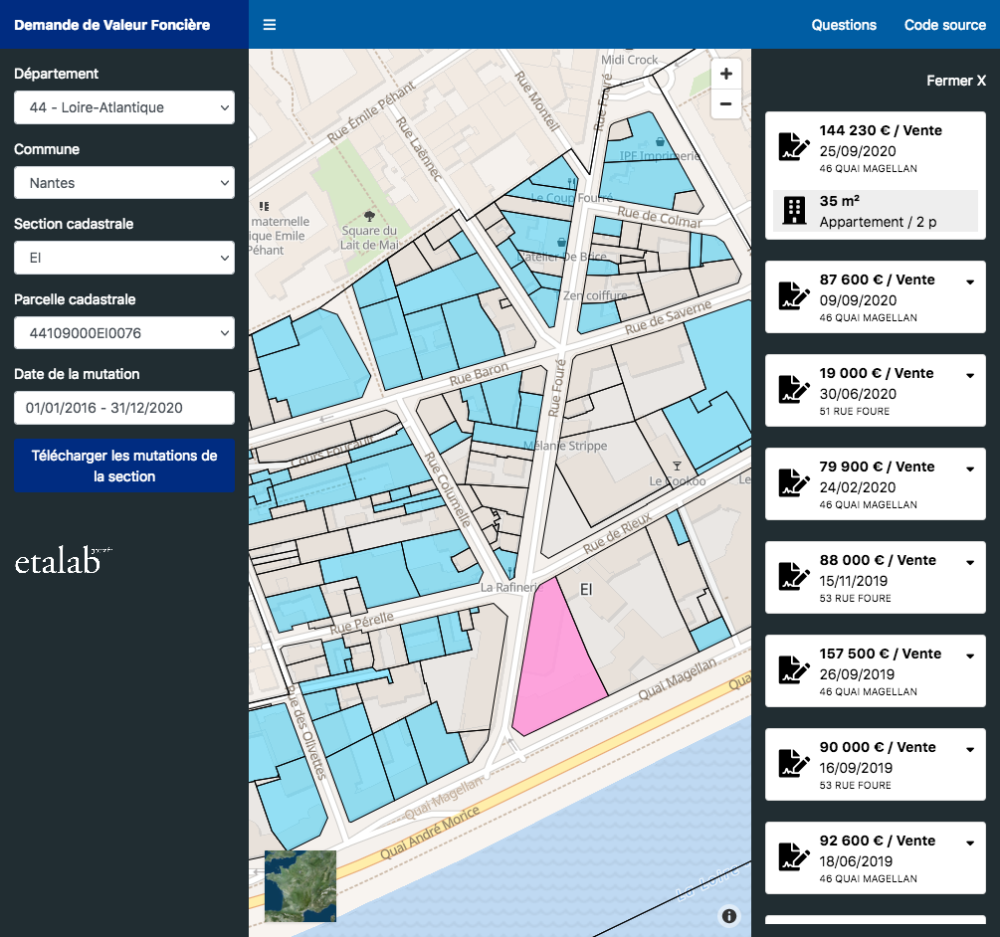 Demande de Valeur Foncière
☰
Questions
Code source
Département
44 - Loire-Atlantique
Commune
Nantes
Section cadastrale
EI
Parcelle cadastrale
44109000EI0076
Date de la mutation
01/01/2016 - 31/12/2020
Télécharger les mutations de
la section
etalab
Midi Crock
Rue Fouré
Rue Émile Péhant
Rue Monteil
Rue Laënnec
IPF Imprimerie
Le Coup Fourré
Rue de Colmar
maternelle
ique Emile
Péhant
Square du
Lait de Mai
L'atelier De Brice
Zen coiffure
Rue de Saverne
Rue Baron
Rue Fouré
Cours Foucault
Mélanie Strippe
Rue Columelle
Le Cookoo
Le
Rue de Rieux
La Rafinerie
EI
Rue Pérelle
Quai Magellan
Quai
Rue des Olivettes
Quai Magellan
Quai André Morice
La Loire
+
−
Fermer X
144 230 € / Vente
25/09/2020
46 QUAI MAGELLAN
35 m²
Appartement / 2 p
87 600 € / Vente
09/09/2020
46 QUAI MAGELLAN
19 000 € / Vente
30/06/2020
51 RUE FOURE
79 900 € / Vente
24/02/2020
46 QUAI MAGELLAN
88 000 € / Vente
15/11/2019
53 RUE FOURE
157 500 € / Vente
26/09/2019
46 QUAI MAGELLAN
90 000 € / Vente
16/09/2019
53 RUE FOURE
92 600 € / Vente
18/06/2019
46 QUAI MAGELLAN